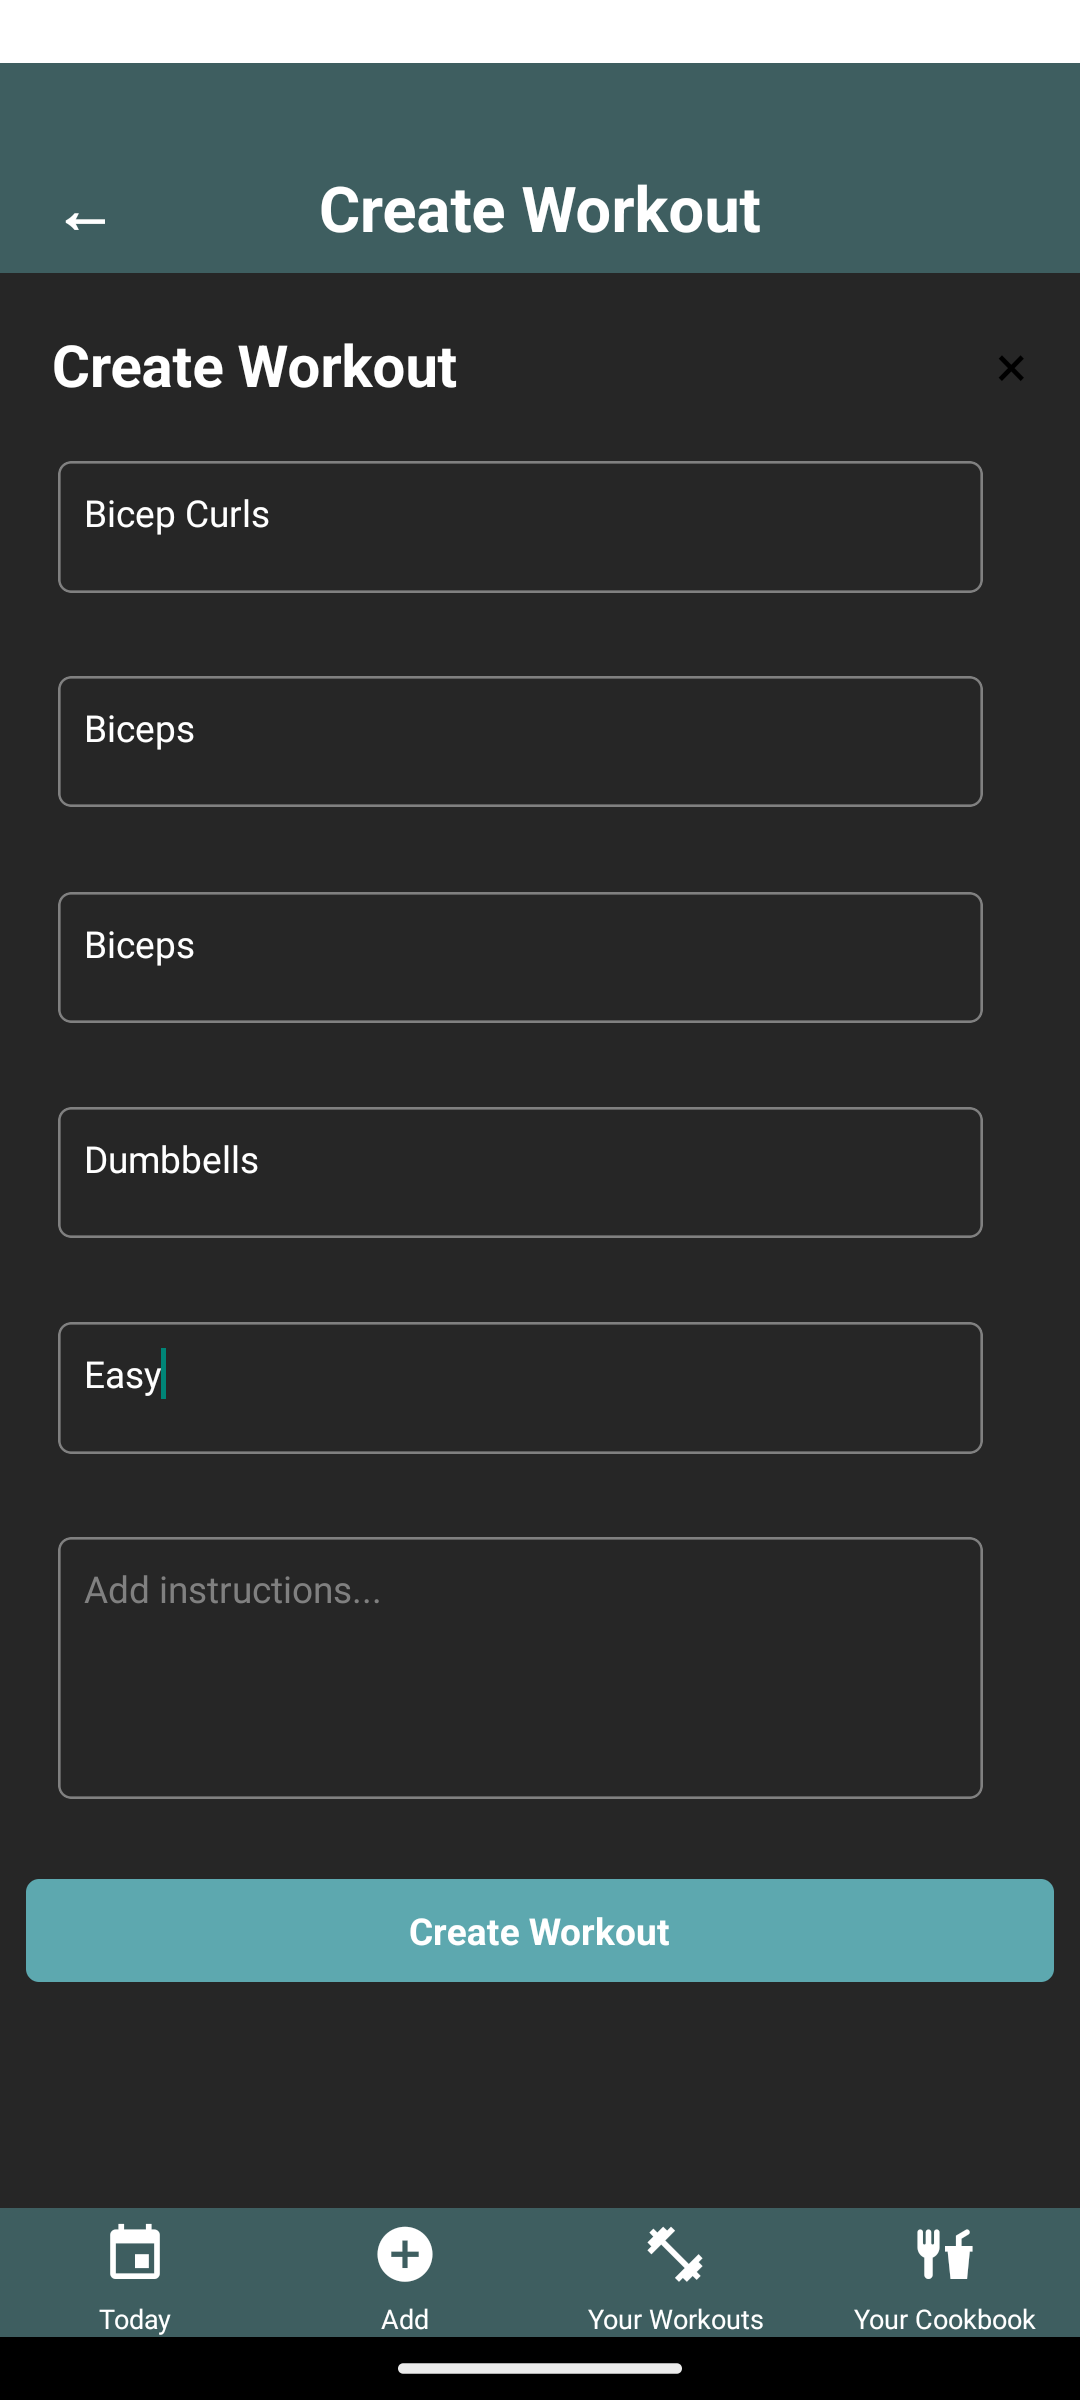 Create Workout
Create Workout
Bicep Curls
Biceps
Biceps
Dumbbells
Easy
Add instructions...
Create Workout
Today
Add
Your Workouts
Your Cookbook